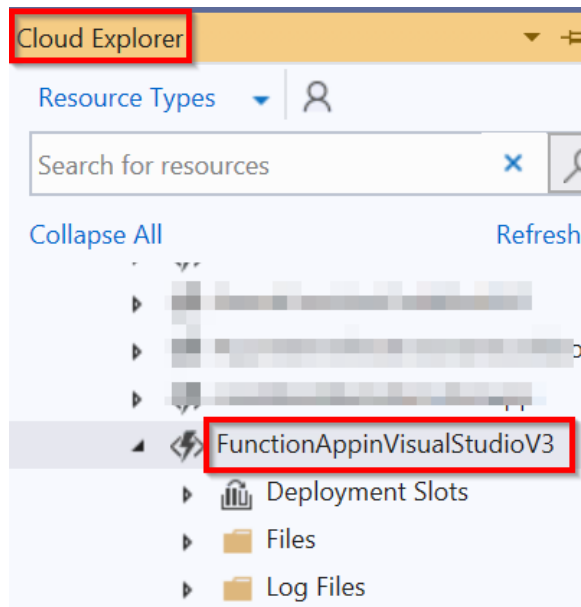 Cloud Explorer
Resource Types
Search for resources
Collapse All Refresh
FunctionAppinVisualStudioV3
Deployment Slots
Files
Log Files